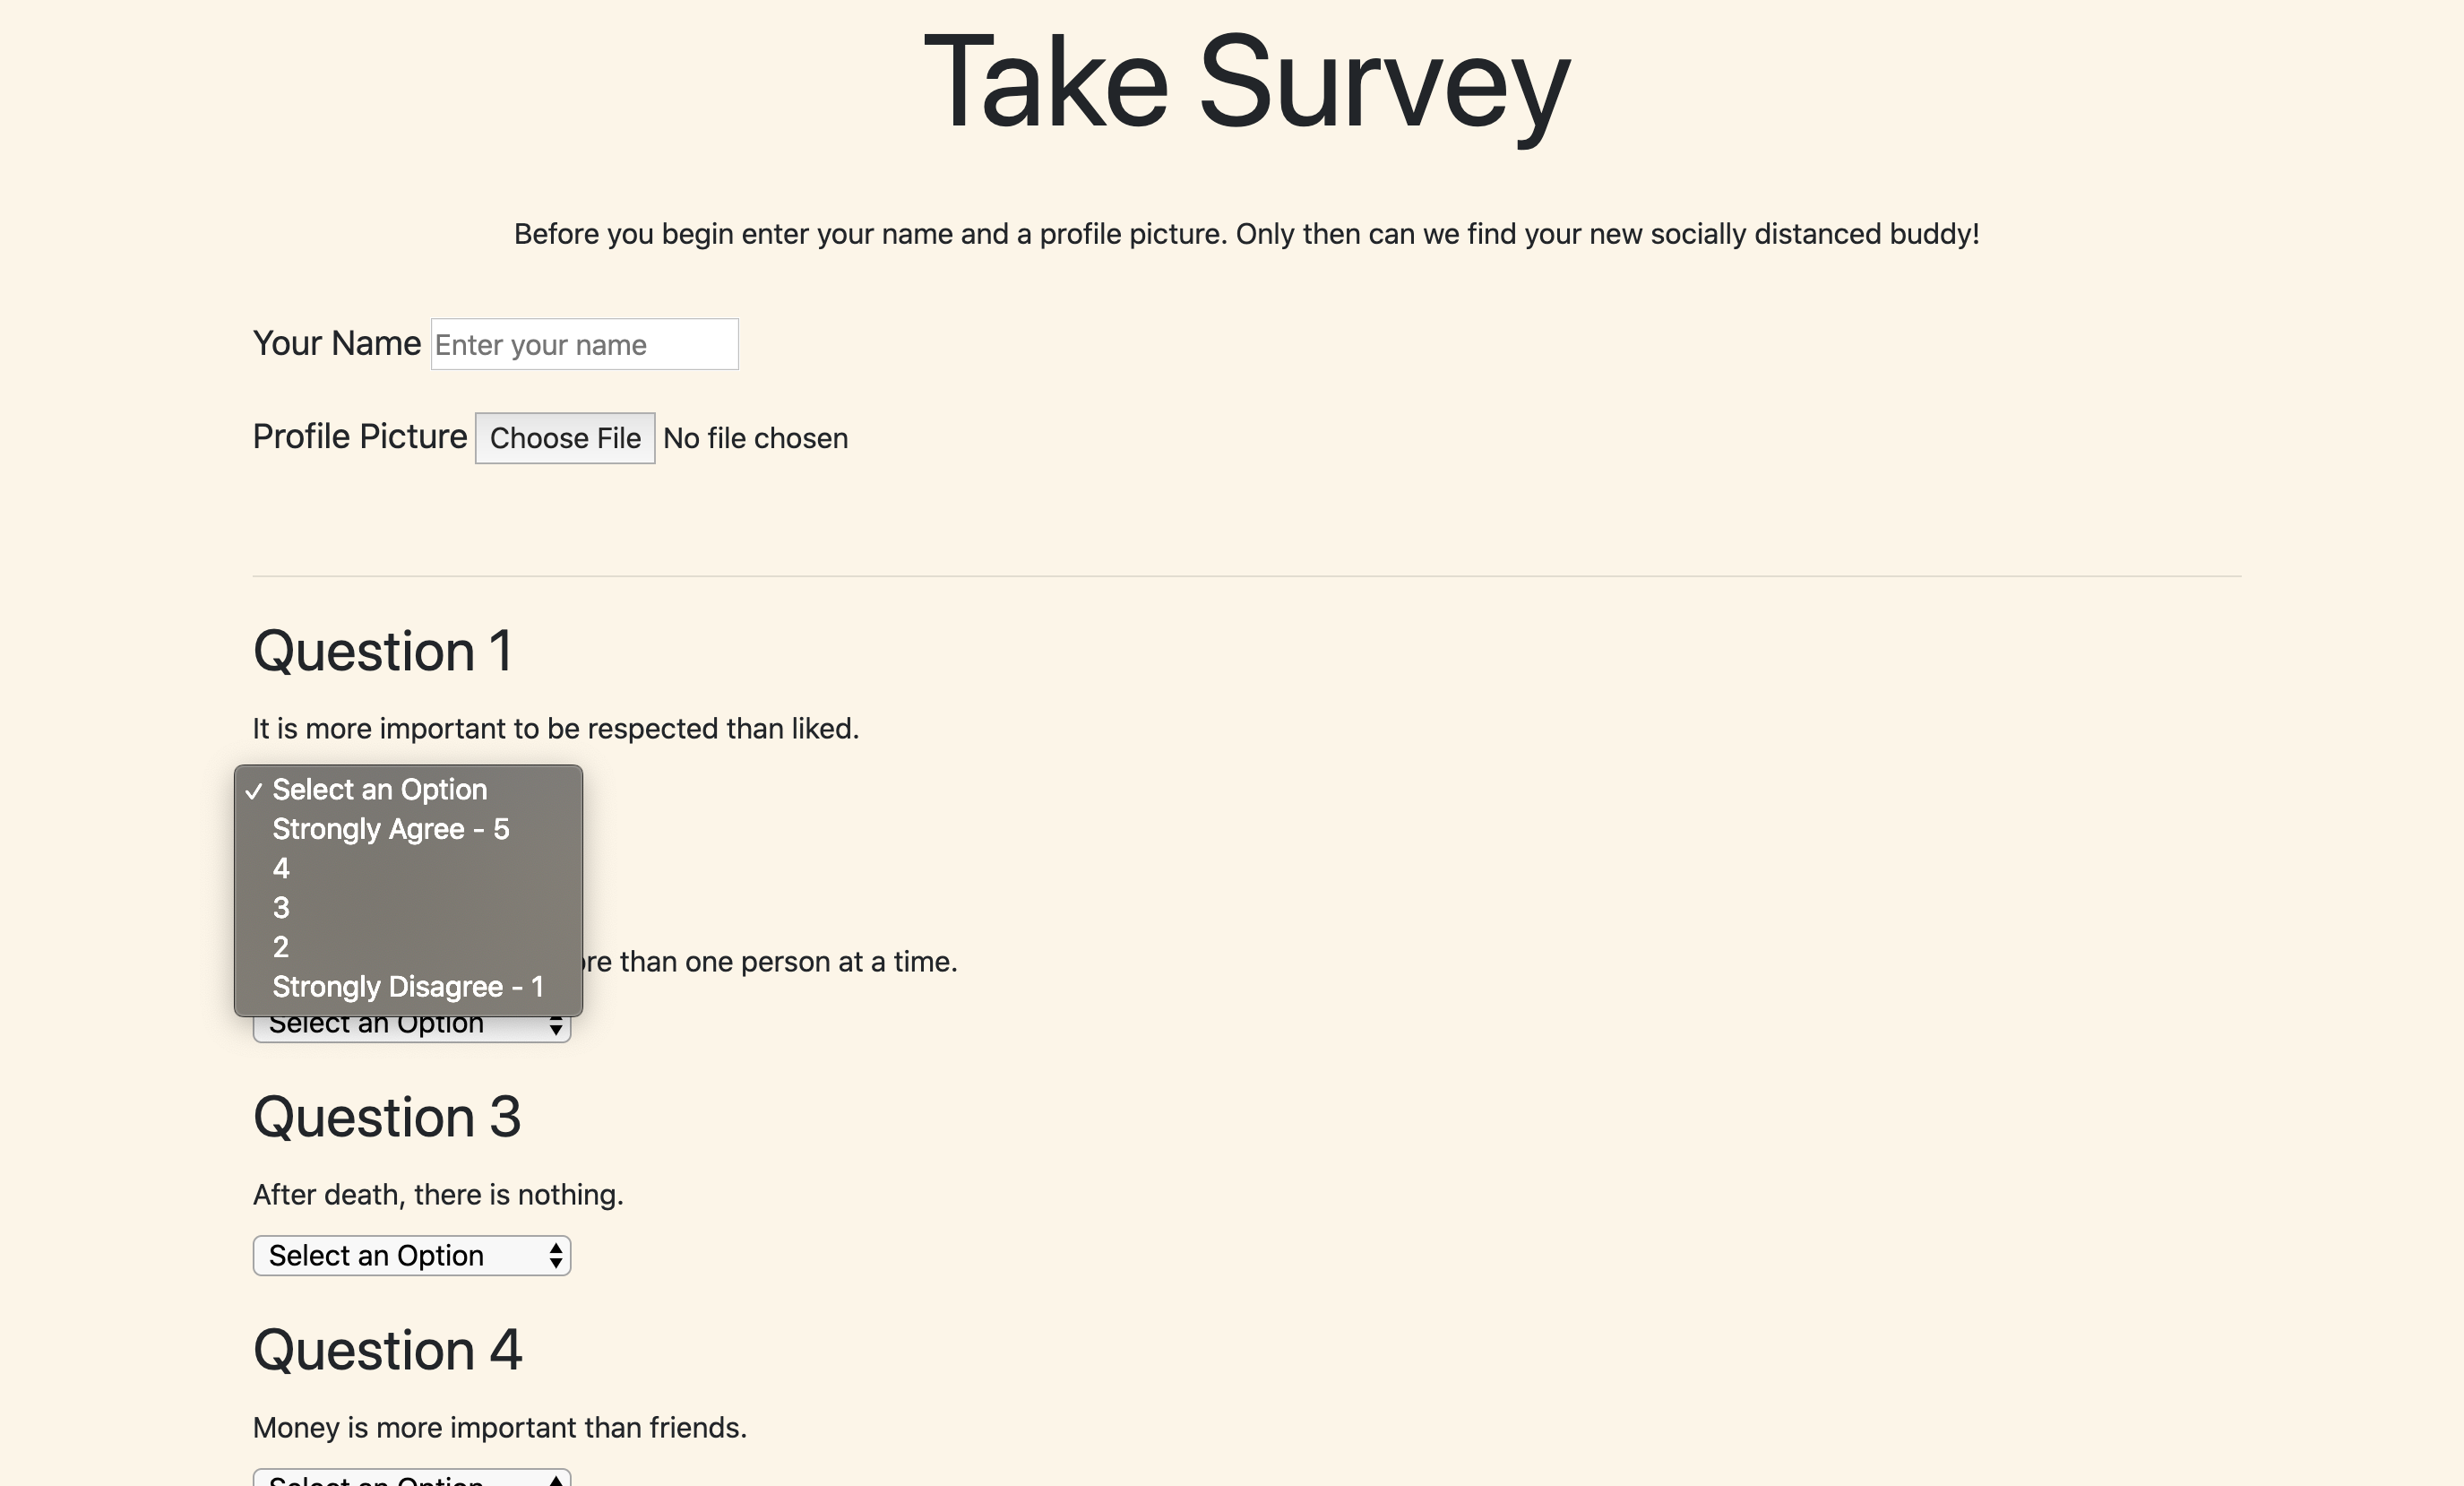 Take Survey
Before you begin enter your name and a profile picture. Only then can we find your new socially distanced buddy!
Your Name Enter your name
Profile Picture Choose File No file chosen
Question 1
It is more important to be respected than liked.
✓ Select an Option
Strongly Agree - 5
4
3
2
Strongly Disagree - 1
than one person at a time.
Select an Option
Question 3
After death, there is nothing.
Select an Option
Question 4
Money is more important than friends.
Select an Option